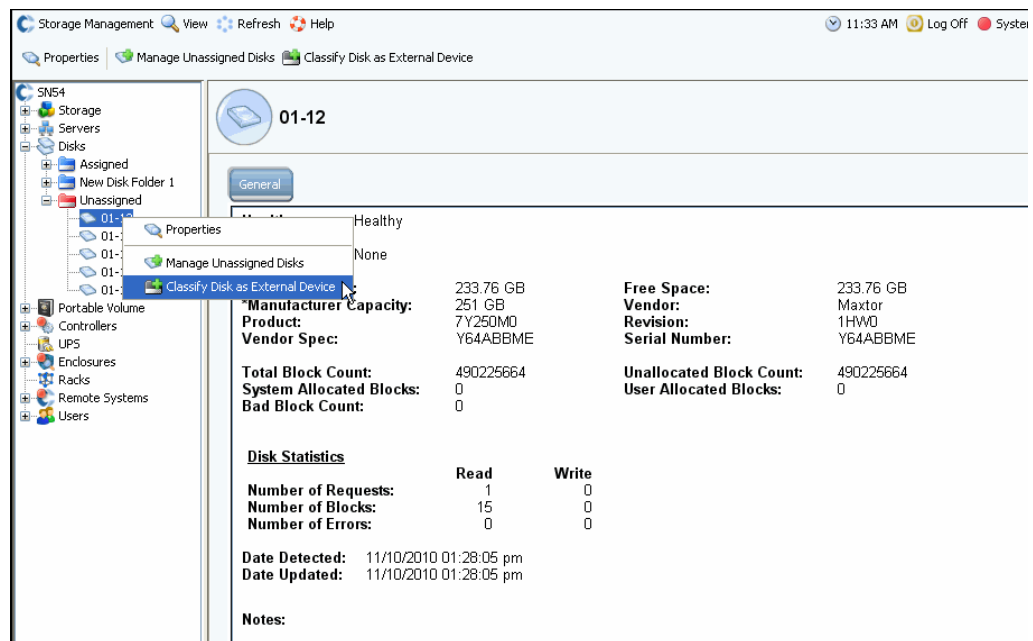 Storage Management View Refresh Help 11:33 AM Log Off
Properties Manage Unassigned Disks Classify Disk as External Device
SN54
Storage
Servers
Disks
Assigned
New Disk Folder 1
Unassigned
01-12
Portable Volume
Controllers
UPS
Enclosures
Racks
Remote Systems
Users
Properties
Manage Unassigned Disks
Classify Disk as External Device
01-12
General
Healthy
None
233.76 GB Free Space: 233.76 GB
*Manufacturer Capacity: 251 GB Vendor: Maxtor
Product: 7Y250M0 Revision: 1HW0
Vendor Spec: Y64ABBME Serial Number: Y64ABBME
Total Block Count: 490225664 Unallocated Block Count: 490225664
System Allocated Blocks: 0 User Allocated Blocks: 0
Bad Block Count: 0
Disk Statistics
Read Write
Number of Requests: 1 0
Number of Blocks: 15 0
Number of Errors: 0 0
Date Detected: 11/10/2010 01:28:05 pm
Date Updated: 11/10/2010 01:28:05 pm
Notes: